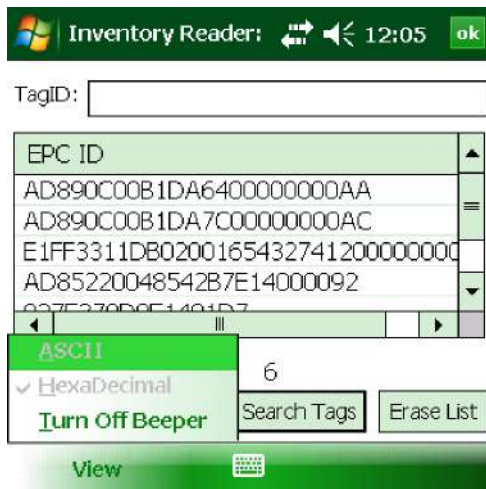 Inventory Reader: 12:05 ok
TagID:
EPC ID
AD890C00B1DA6400000000AA
AD890C00B1DA7C00000000AC
E1FF3311DB02001654327412000000000
AD85220048542B7E14000092
ASCII
6
HexaDecimal
Turn Off Beeper
Search Tags
Erase List
View